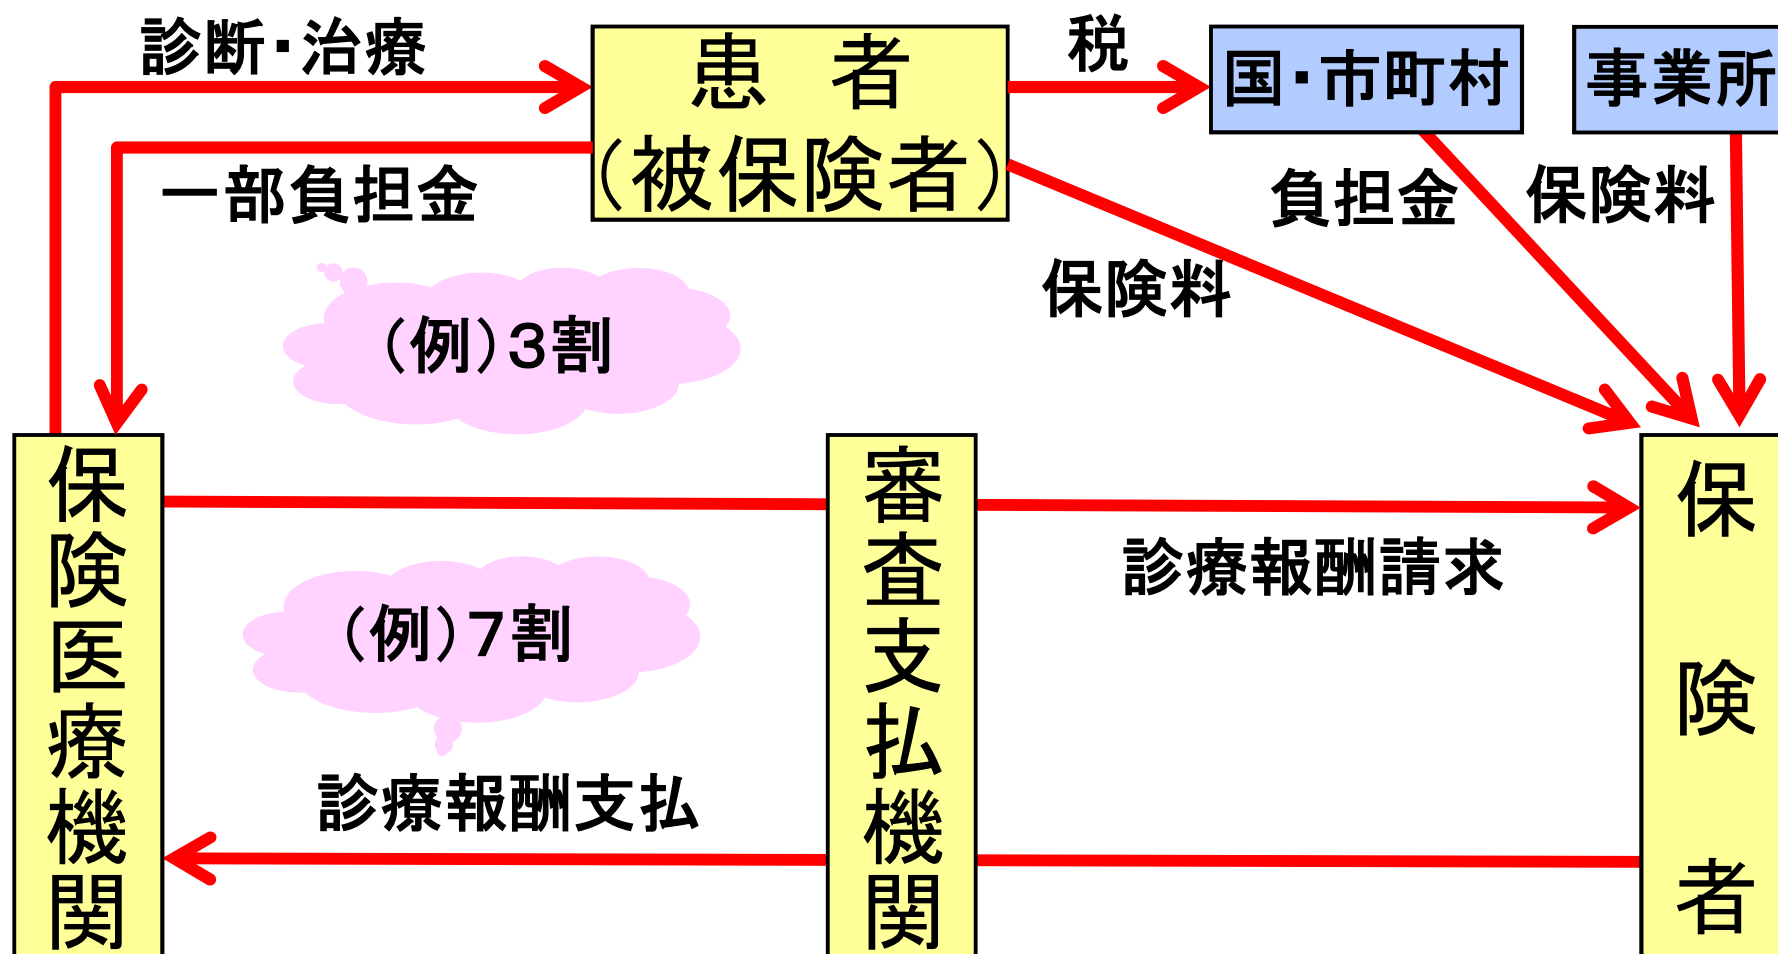 診断・治療
患 者
(被保険者)
税
国・市町村
事業所
一部負担金
負担金
保険料
保険料
(例)3割
保険医療機関
審査支払機関
保険者
診療報酬請求
(例)7割
診療報酬支払